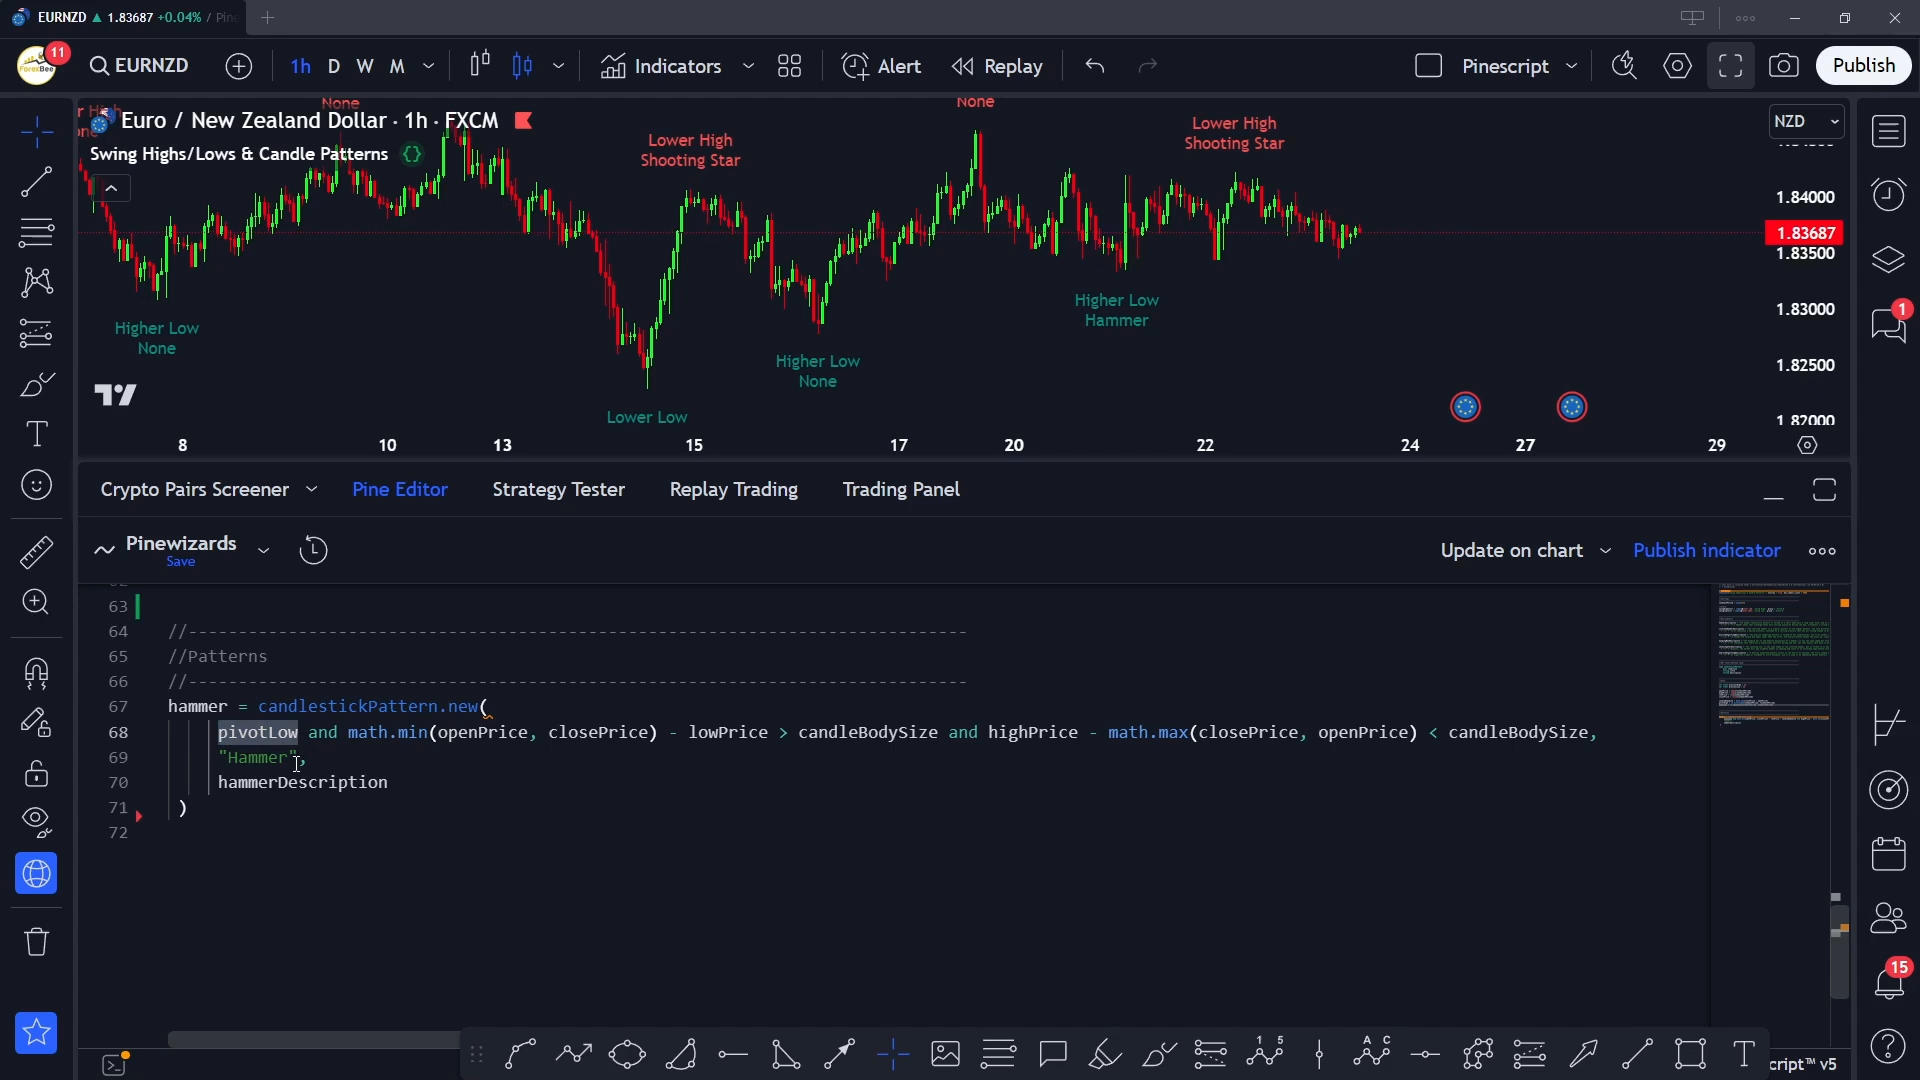 EURNZD ▲ 1.83687 +0.04% / Pin
11
ForexBee
EURNZD
1h D W M
Indicators
Alert
Replay
Pinescript
Publish
Euro / New Zealand Dollar · 1h · FXCM
Swing Highs/Lows & Candle Patterns
{}
None
Lower High
Shooting Star
None
Lower High
Shooting Star
Higher Low
None
Lower Low
Higher Low
None
Higher Low
Hammer
NZD
1.84000
1.83687
1.83500
1.83000
1.82500
1.82000
8 10 13 15 17 20 22 24 27 29
1
Crypto Pairs Screener Pine Editor Strategy Tester Replay Trading Trading Panel
Pinewizards
Save
Update on chart Publish indicator
63
64 //------------------------------------------------------------------------------
65 //Patterns
66 //------------------------------------------------------------------------------
67 hammer = candlestickPattern.new(
68 pivotLow and math.min(openPrice, closePrice) - lowPrice > candleBodySize and highPrice - math.max(closePrice, openPrice) < candleBodySize,
69 "Hammer",
70 hammerDescription
71 )
72
15
cript™ v5